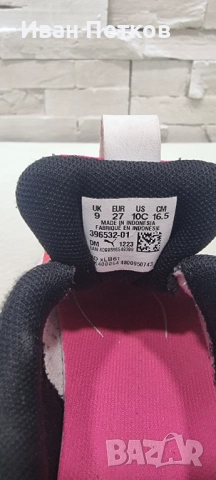 Иван Петков
UK EUR US CM
9 27 10C 16.5
MADE IN INDONESIA
FABRIQUÉ EN INDONÉSIE
396532-01
DM 1223
BAZAR